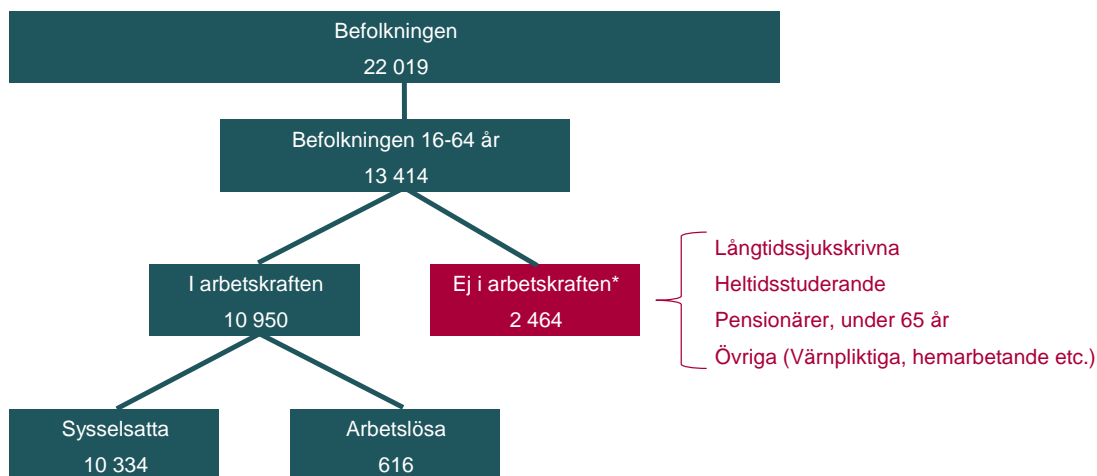 Befolkningen
22 019
Befolkningen 16-64 år
13 414
I arbetskraften
10 950
Ej i arbetskraften*
2 464
Långtidssjukskrivna
Heltidsstuderande
Pensionärer, under 65 år
Övriga (Värnpliktiga, hemarbetande etc.)
Sysselsatta
10 334
Arbetslösa
616